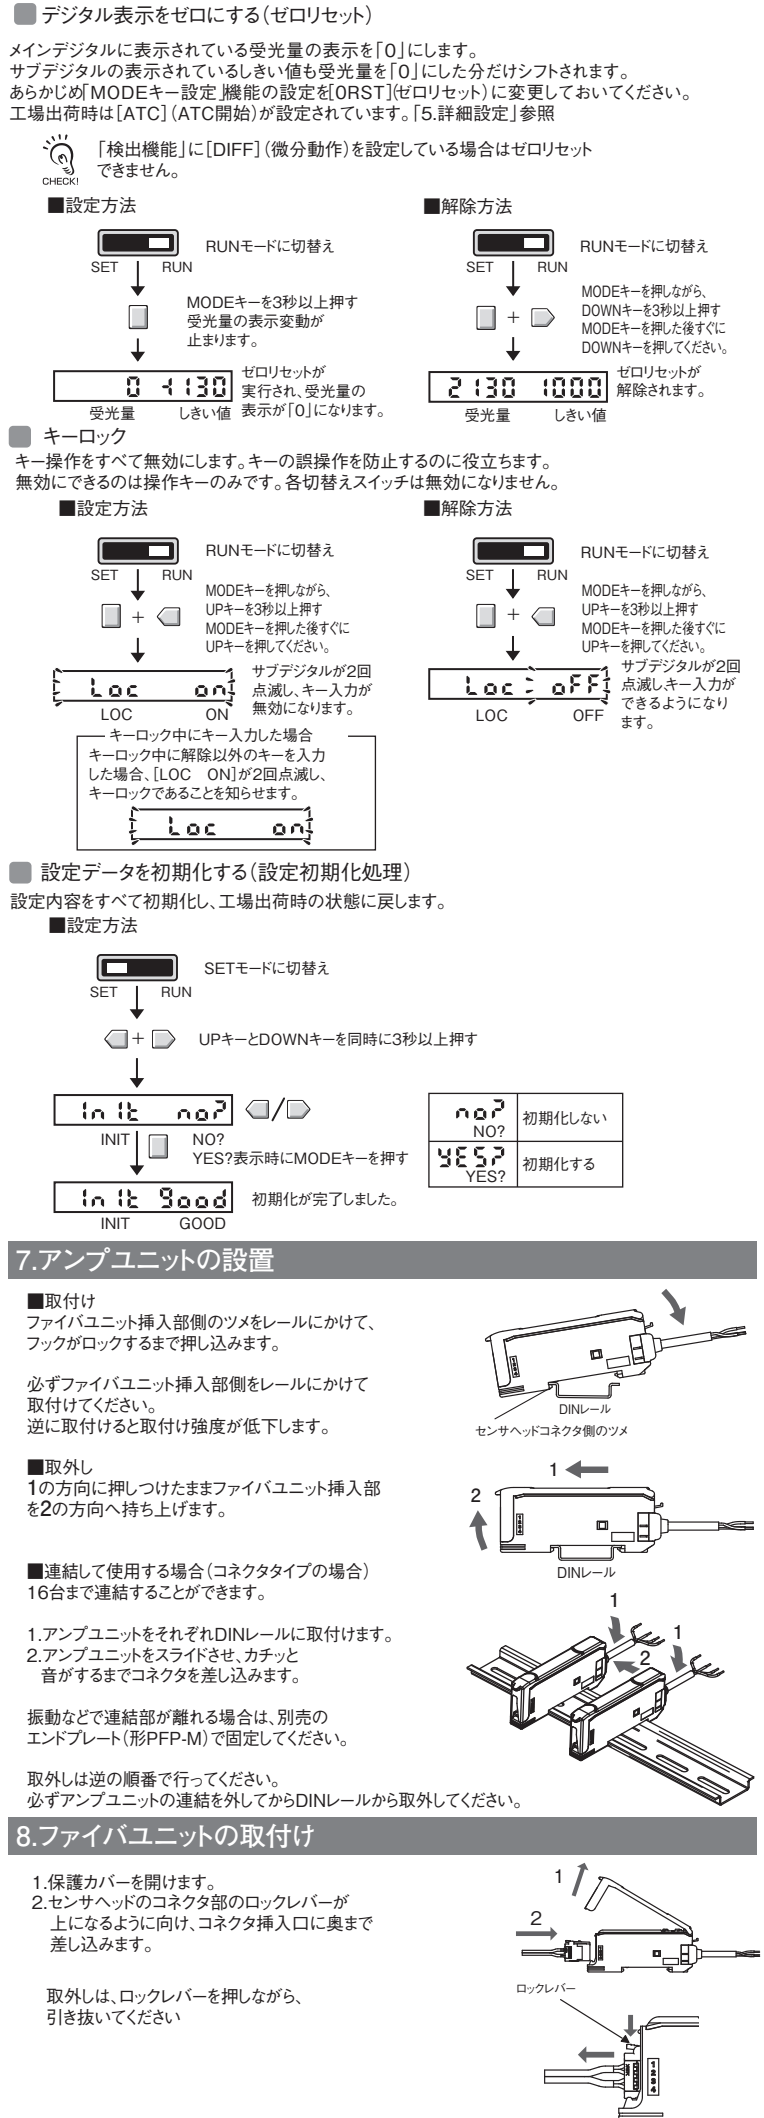 デジタル表示をゼロにする(ゼロリセット)
メインデジタルに表示されている受光量の表示を「0」にします。
サブデジタルの表示されているしきい値も受光量を「0」にした分だけシフトされます。
あらかじめ「MODEキー設定」機能の設定を[0RST](ゼロリセット)に変更しておいてください。
工場出荷時は[ATC](ATC開始)が設定されています。「5.詳細設定」参照
CHECK!
「検出機能」に[DIFF](微分動作)を設定している場合はゼロリセット
できません。
■設定方法
SET RUN
RUNモードに切替え
MODEキーを3秒以上押す
受光量の表示変動が
止まります。
0 -1130
受光量 しきい値
ゼロリセットが
実行され、受光量の
表示が「0」になります。
■解除方法
SET RUN
RUNモードに切替え
+
MODEキーを押しながら、
DOWNキーを3秒以上押す
MODEキーを押した後すぐに
DOWNキーを押してください。
2130 1000
受光量 しきい値
ゼロリセットが
解除されます。
キーロック
キー操作をすべて無効にします。キーの誤操作を防止するのに役立ちます。
無効にできるのは操作キーのみです。各切替えスイッチは無効になりません。
■設定方法
SET RUN
RUNモードに切替え
+
MODEキーを押しながら、
UPキーを3秒以上押す
MODEキーを押した後すぐに
UPキーを押してください。
Loc on
LOC ON
サブデジタルが2回
点滅し、キー入力が
無効になります。
キーロック中にキー入力した場合
キーロック中に解除以外のキーを入力
した場合、[LOC ON]が2回点滅し、
キーロックであることを知らせます。
Loc on
■解除方法
SET RUN
RUNモードに切替え
+
MODEキーを押しながら、
UPキーを3秒以上押す
MODEキーを押した後すぐに
UPキーを押してください。
Loc oFF
LOC OFF
サブデジタルが2回
点滅し、キー入力が
できるようになり
ます。
設定データを初期化する(設定初期化処理)
設定内容をすべて初期化し、工場出荷時の状態に戻します。
■設定方法
SET RUN
SETモードに切替え
+
UPキーとDOWNキーを同時に3秒以上押す
InIt no?
/
INIT NO?
YES?表示時にMODEキーを押す
InIt good
INIT GOOD
初期化が完了しました。
no?
NO?
初期化しない
YES?
YES?
初期化する
7.アンプユニットの設置
■取付け
ファイバユニット挿入部側のツメをレールにかけて、
フックがロックするまで押し込みます。
必ずファイバユニット挿入部側をレールにかけて
取付けてください。
逆に取付けると取付け強度が低下します。
DINレール
センサヘッドコネクタ側のツメ
■取外し
1の方向に押しつけたままファイバユニット挿入部
を2の方向へ持ち上げます。
1
2
DINレール
■連結して使用する場合(コネクタタイプの場合)
16台まで連結することができます。
1.アンプユニットをそれぞれDINレールに取付けます。
2.アンプユニットをスライドさせ、カチッと
音がするまでコネクタを差し込みます。
振動などで連結部が離れる場合は、別売の
エンドプレート(形PFP-M)で固定してください。
取外しは逆の順番で行ってください。
必ずアンプユニットの連結を外してからDINレールから取外してください。
1
1
2
8.ファイバユニットの取付け
1.保護カバーを開けます。
2.センサヘッドのコネクタ部のロックレバーが
上になるように向け、コネクタ挿入口に奥まで
差し込みます。
取外しは、ロックレバーを押しながら、
引き抜いてください
1
2
ロックレバー
1
2
3
4